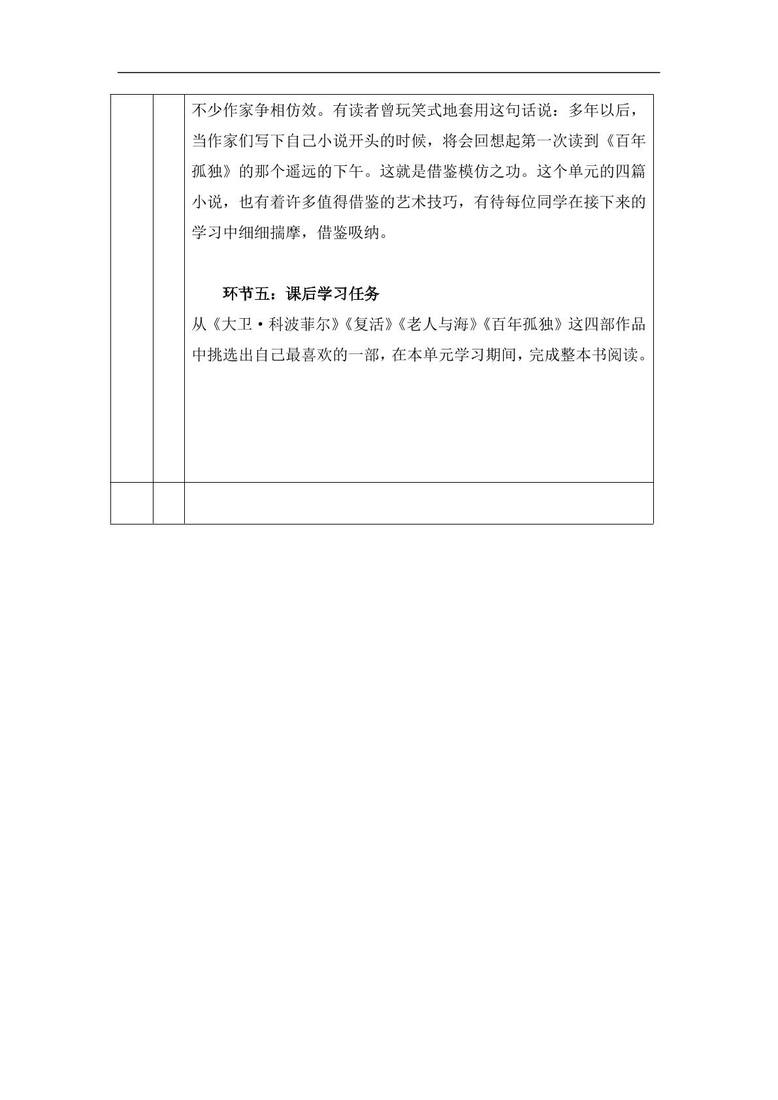 不少作家争相仿效。有读者曾玩笑式地套用这句话说：多年以后，
当作家们写下自己小说开头的时候，将会回想起第一次读到《百年
孤独》的那个遥远的下午。这就是借鉴模仿之功。这个单元的四篇
小说，也有着许多值得借鉴的艺术技巧，有待每位同学在接下来的
学习中细细揣摩，借鉴吸纳。
环节五：课后学习任务
从《大卫·科波菲尔》《复活》《老人与海》《百年孤独》这四部作品
中挑选出自己最喜欢的一部，在本单元学习期间，完成整本书阅读。